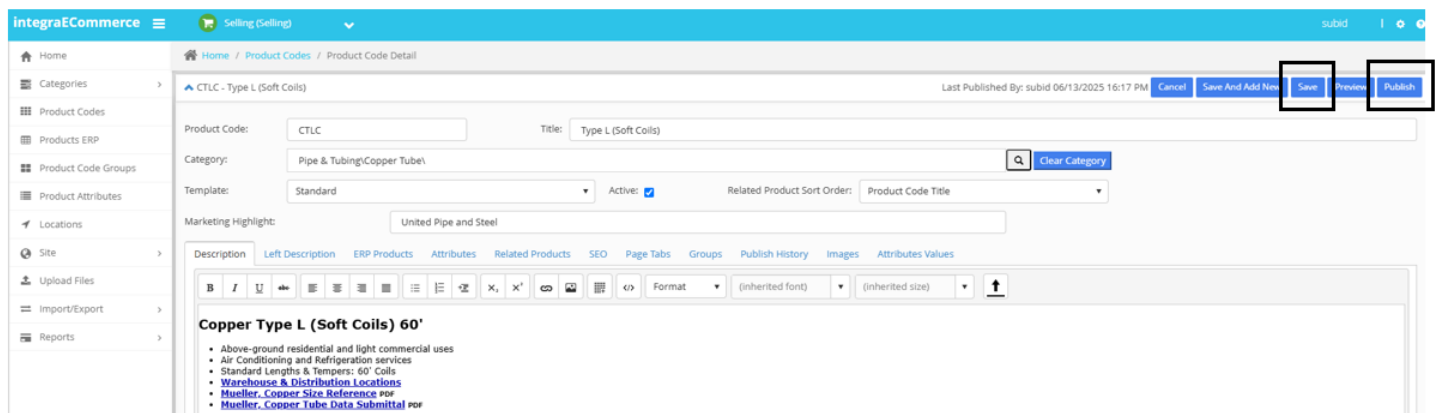 integraECommerce Selling (Selling) subid
Home Home / Product Codes / Product Code Detail
Categories CTLC - Type L (Soft Coils) Last Published By: subid 06/13/2025 16:17 PM Cancel Save And Add New Save Preview Publish
Product Codes
Products ERP
Product Code Groups
Product Attributes
Locations
Site
Upload Files
Import/Export
Reports
Product Code: CTLC Title: Type L (Soft Coils)
Category: Pipe & Tubing\Copper Tube\ Clear Category
Template: Standard Active: Related Product Sort Order: Product Code Title
Marketing Highlight: United Pipe and Steel
Description Left Description ERP Products Attributes Related Products SEO Page Tabs Groups Publish History Images Attributes Values
B I U abc Format (inherited font) (inherited size)
Copper Type L (Soft Coils) 60'
• Above-ground residential and light commercial uses
• Air Conditioning and Refrigeration services
• Standard Lengths & Tempers: 60' Coils
• Warehouse & Distribution Locations
• Mueller, Copper Size Reference PDF
• Mueller, Copper Tube Data Submittal PDF